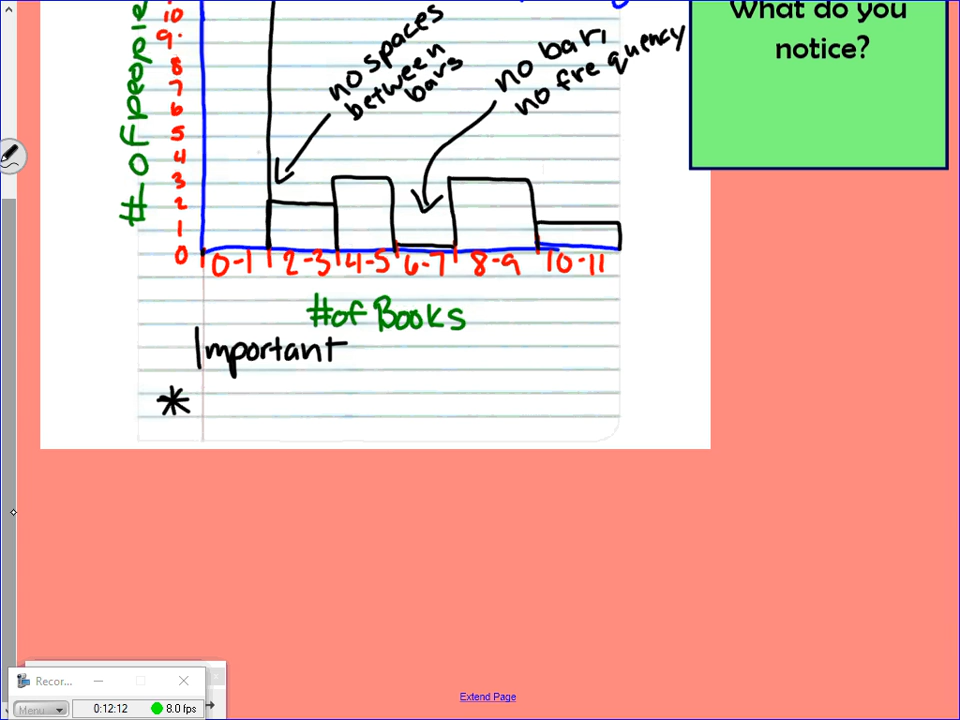 What do you
notice?
# of people
10
9
8
7
6
5
4
3
2
1
0
no spaces
between
bars
no bar,
no frequency
0-1 2-3 4-5 6-7 8-9 10-11
# of Books
Important
*
Extend Page
Recor...
Menu
0:12:12
8.0 fps